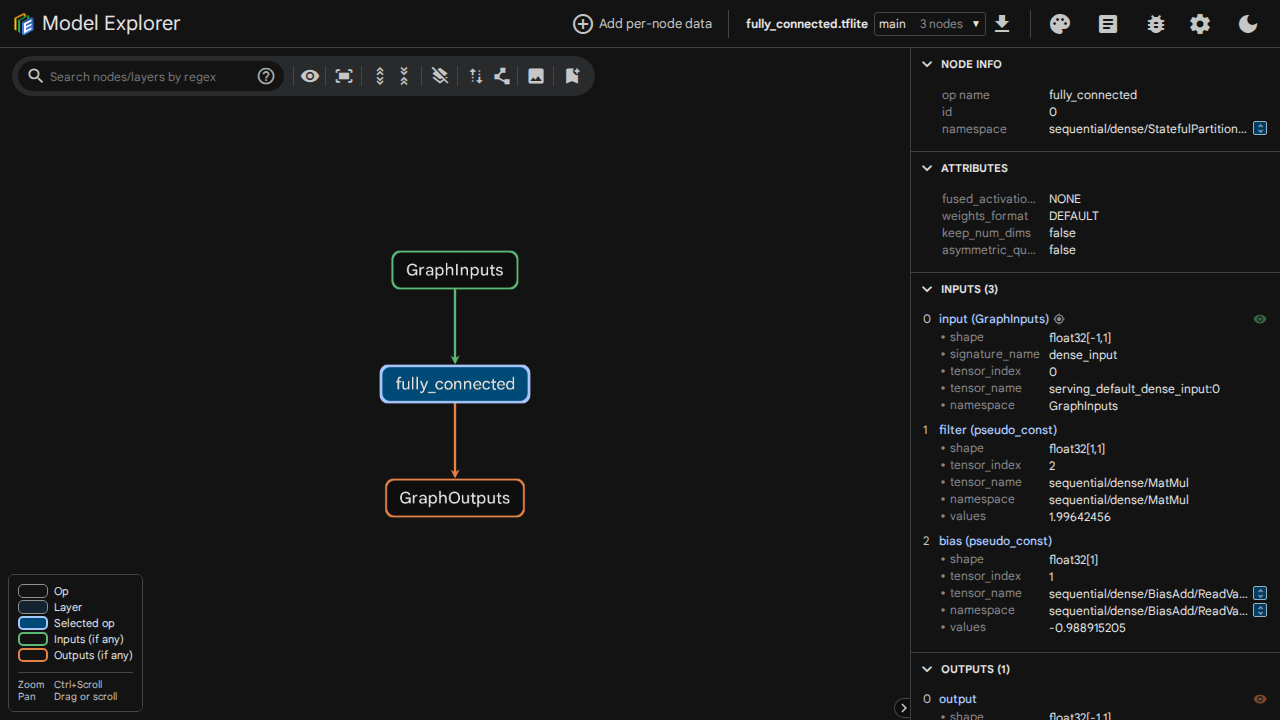 Model Explorer
Add per-node data
fully_connected.tflite
main 3 nodes
Search nodes/layers by regex
GraphInputs
fully_connected
GraphOutputs
Op
Layer
Selected op
Inputs (if any)
Outputs (if any)
Zoom Ctrl+Scroll
Pan Drag or scroll
NODE INFO
op name fully_connected
id 0
namespace sequential/dense/StatefulPartition...
ATTRIBUTES
fused_activatio... NONE
weights_format DEFAULT
keep_num_dims false
asymmetric_qu... false
INPUTS (3)
0 input (GraphInputs)
• shape float32[-1,1]
• signature_name dense_input
• tensor_index 0
• tensor_name serving_default_dense_input:0
• namespace GraphInputs
1 filter (pseudo_const)
• shape float32[1,1]
• tensor_index 2
• tensor_name sequential/dense/MatMul
• namespace sequential/dense/MatMul
• values 1.99642456
2 bias (pseudo_const)
• shape float32[1]
• tensor_index 1
• tensor_name sequential/dense/BiasAdd/ReadVa...
• namespace sequential/dense/BiasAdd/ReadVa...
• values -0.988915205
OUTPUTS (1)
0 output
• shape float32[-1,1]